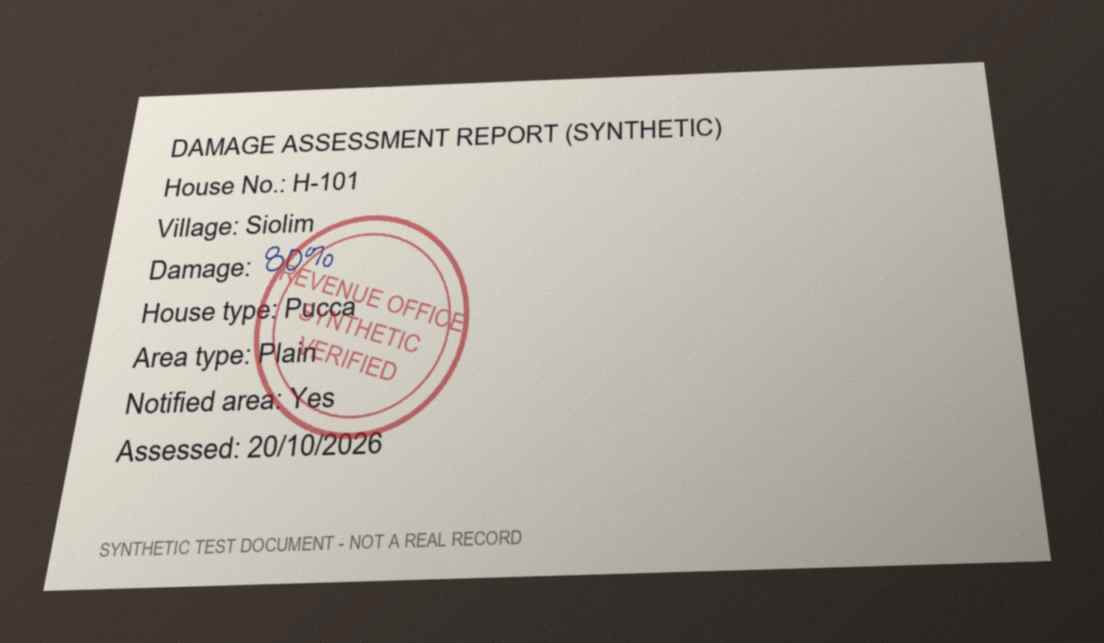 DAMAGE ASSESSMENT REPORT (SYNTHETIC)
House No.: H-101
Village: Siolim
Damage: 80%
House type: Pucca
Area type: Plain
Notified area: Yes
Assessed: 20/10/2026
REVENUE OFFICE
SYNTHETIC
VERIFIED
SYNTHETIC TEST DOCUMENT - NOT A REAL RECORD